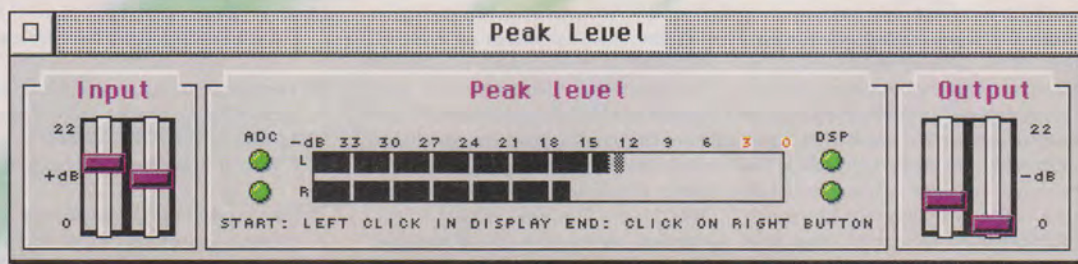 Peak Level
Input
Peak level
Output
22
ADC
-dB 33 30 27 24 21 18 15 12 9 6 3 0
DSP
22
L
+dB
-dB
R
0
START: LEFT CLICK IN DISPLAY END: CLICK ON RIGHT BUTTON
0